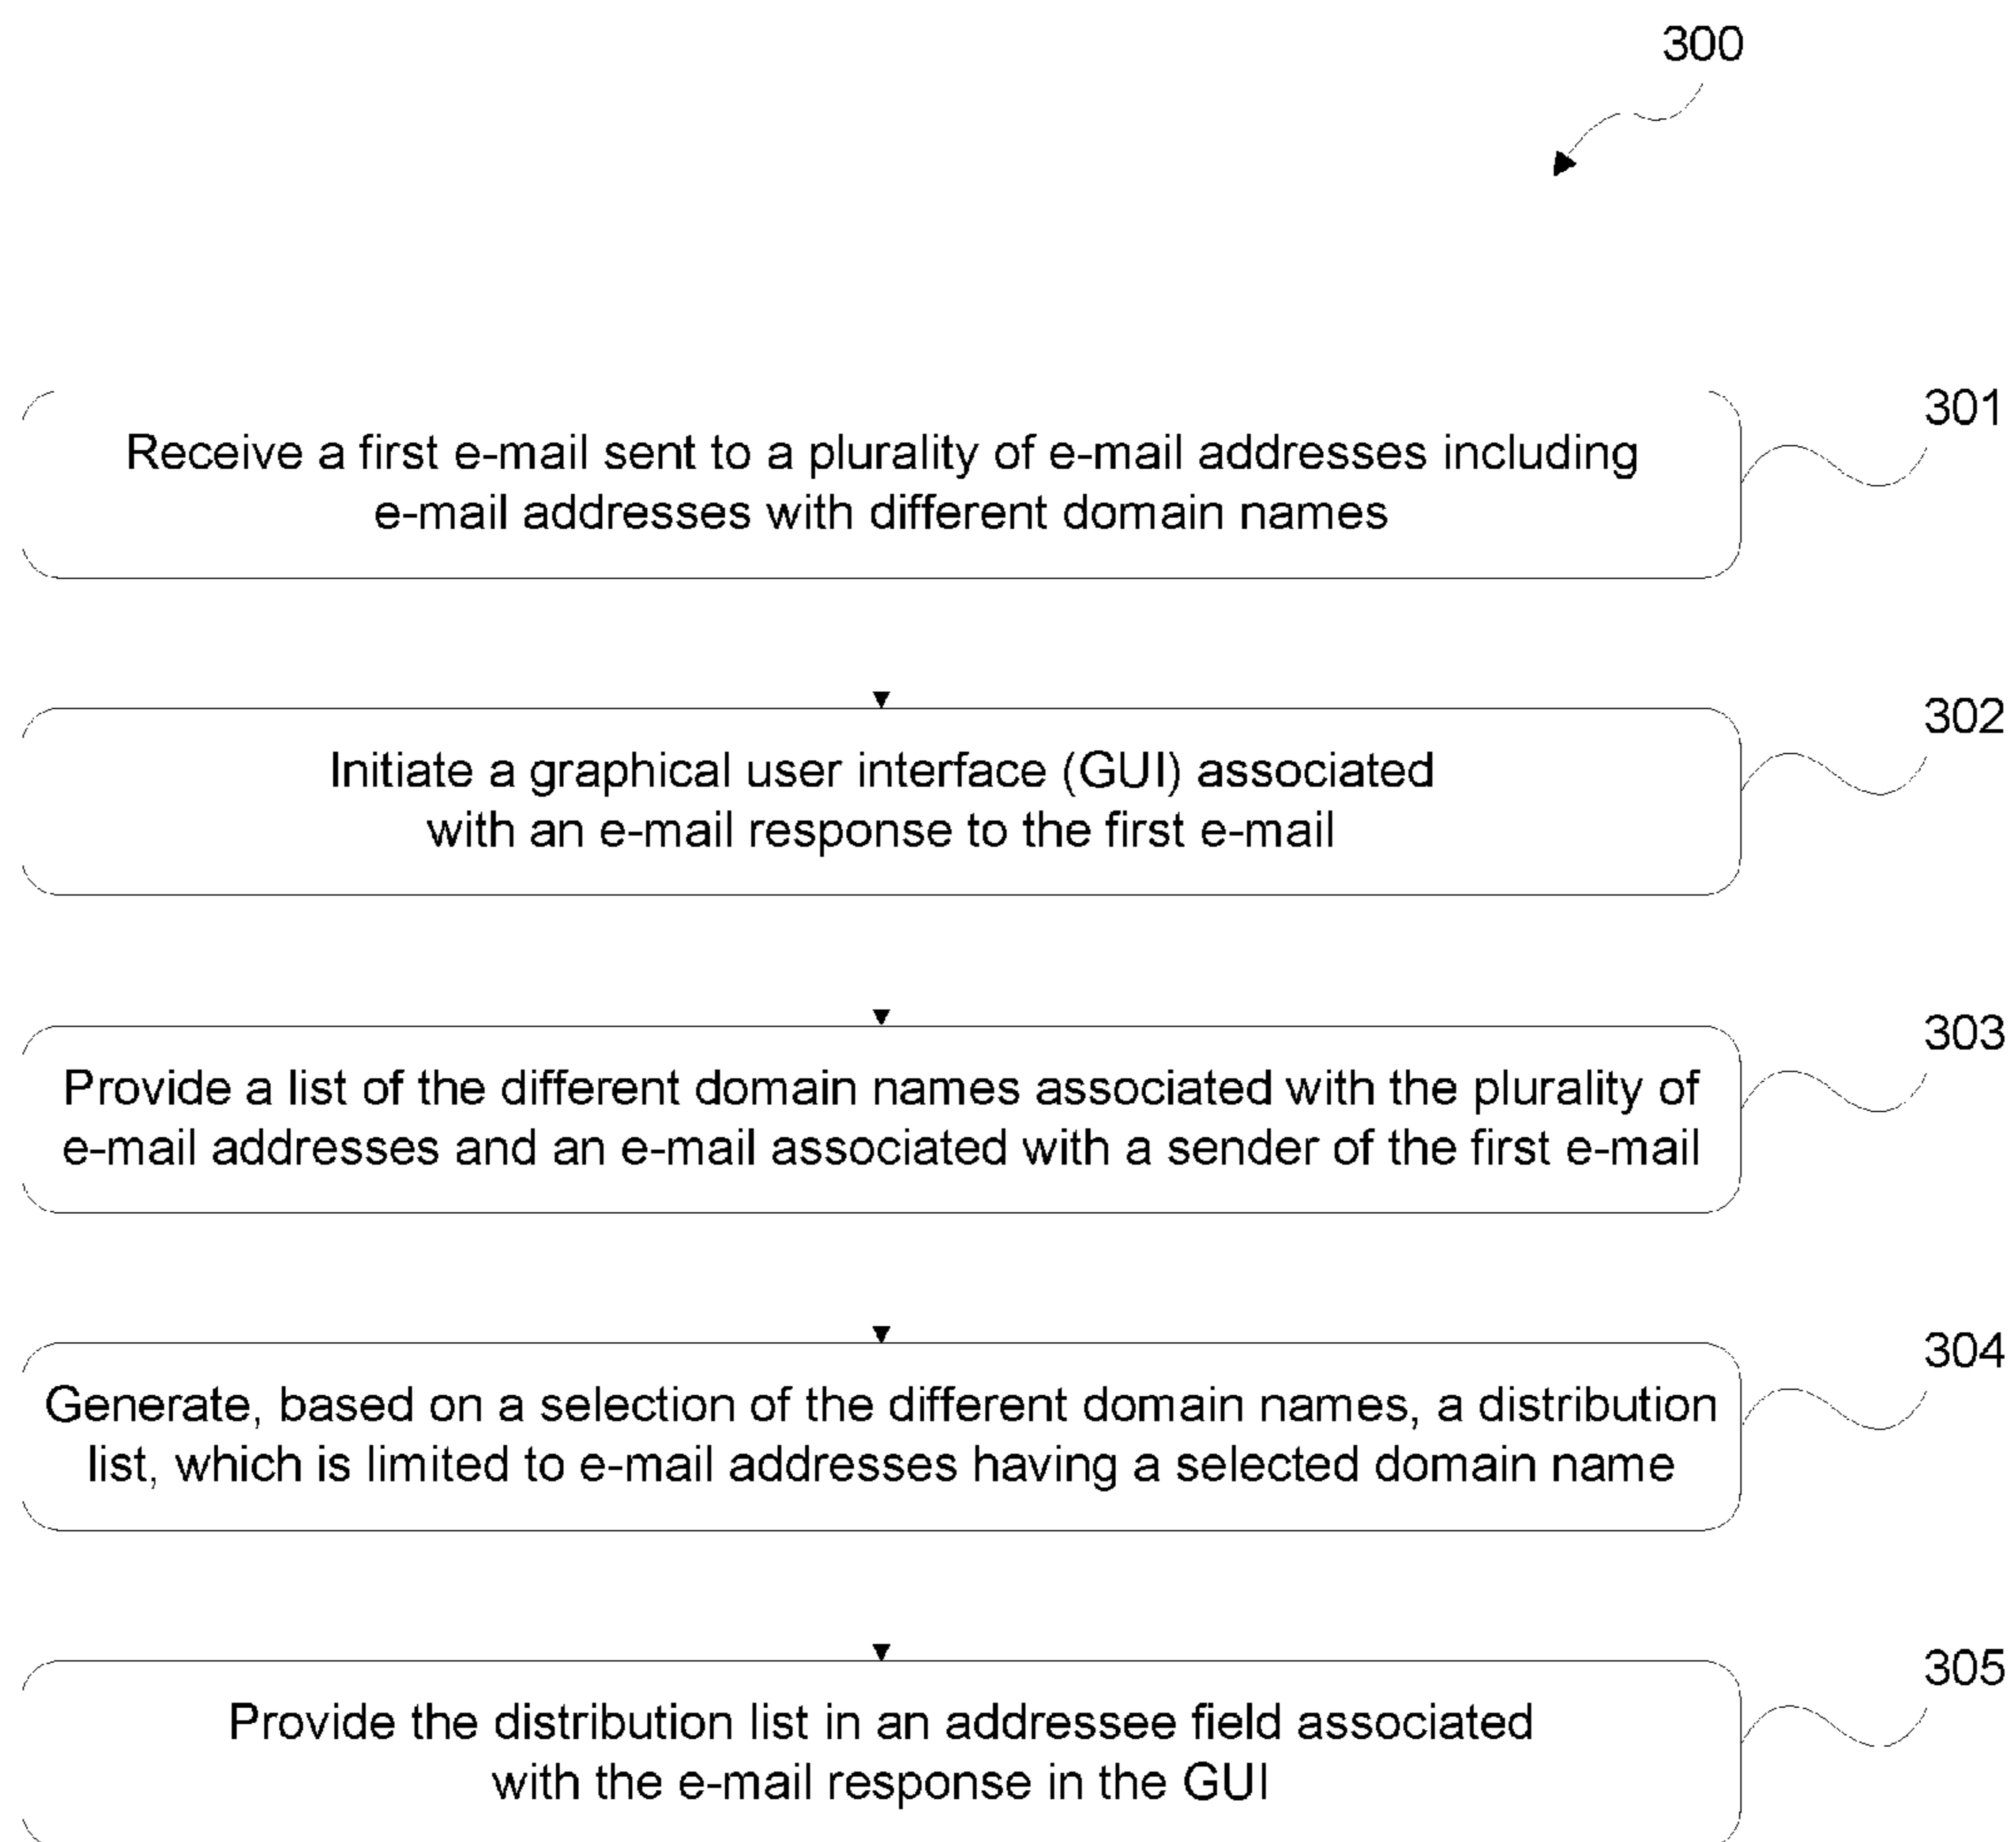 300
301
Receive a first e-mail sent to a plurality of e-mail addresses including
e-mail addresses with different domain names
302
Initiate a graphical user interface (GUI) associated
with an e-mail response to the first e-mail
303
Provide a list of the different domain names associated with the plurality of
e-mail addresses and an e-mail associated with a sender of the first e-mail
304
Generate, based on a selection of the different domain names, a distribution
list, which is limited to e-mail addresses having a selected domain name
305
Provide the distribution list in an addressee field associated
with the e-mail response in the GUI